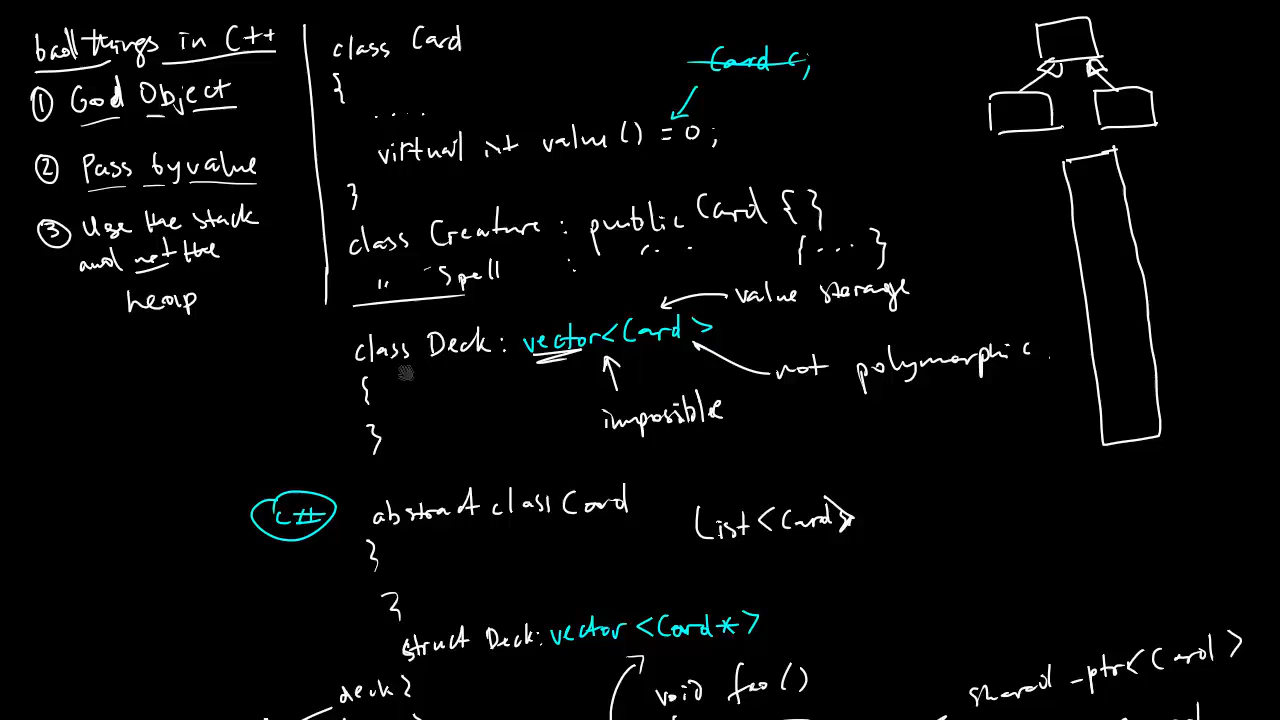 bad things in C++
① God Object
② Pass by value
③ Use the stack
and not the
heap
class Card
{
....
virtual int value () = 0 ;
}
Card c;
class Creature : public Card { }
" Spell : . . . { ... }
value storage
class Deck : vector<Card>
not polymorphic.
{
imposible
}
C++
abstract class Card
List<Card>
}
}
struct Deck: vector <Card*>
void foo ()
shared_ptr<Card>
deck2